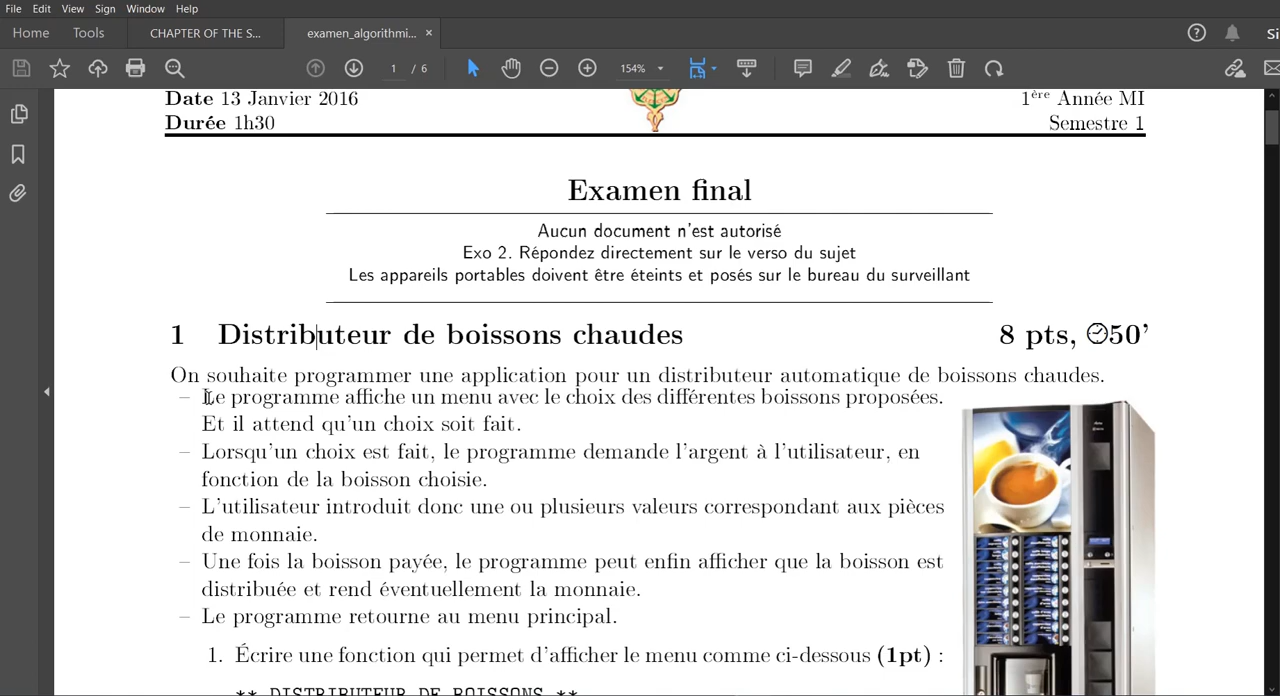 File Edit View Sign Window Help
Home Tools CHAPTER OF THE S... examen_algorithmi... × Si
1 / 6 154%
Date 13 Janvier 2016 1ère Année MI
Durée 1h30 Semestre 1
Examen final
Aucun document n'est autorisé
Exo 2. Répondez directement sur le verso du sujet
Les appareils portables doivent être éteints et posés sur le bureau du surveillant
1 Distributeur de boissons chaudes 8 pts, 50'
On souhaite programmer une application pour un distributeur automatique de boissons chaudes.
– Le programme affiche un menu avec le choix des différentes boissons proposées.
Et il attend qu'un choix soit fait.
– Lorsqu'un choix est fait, le programme demande l'argent à l'utilisateur, en
fonction de la boisson choisie.
– L'utilisateur introduit donc une ou plusieurs valeurs correspondant aux pièces
de monnaie.
– Une fois la boisson payée, le programme peut enfin afficher que la boisson est
distribuée et rend éventuellement la monnaie.
– Le programme retourne au menu principal.
1. Écrire une fonction qui permet d'afficher le menu comme ci-dessous (1pt) :
** DISTRIBUTEUR DE BOISSONS **